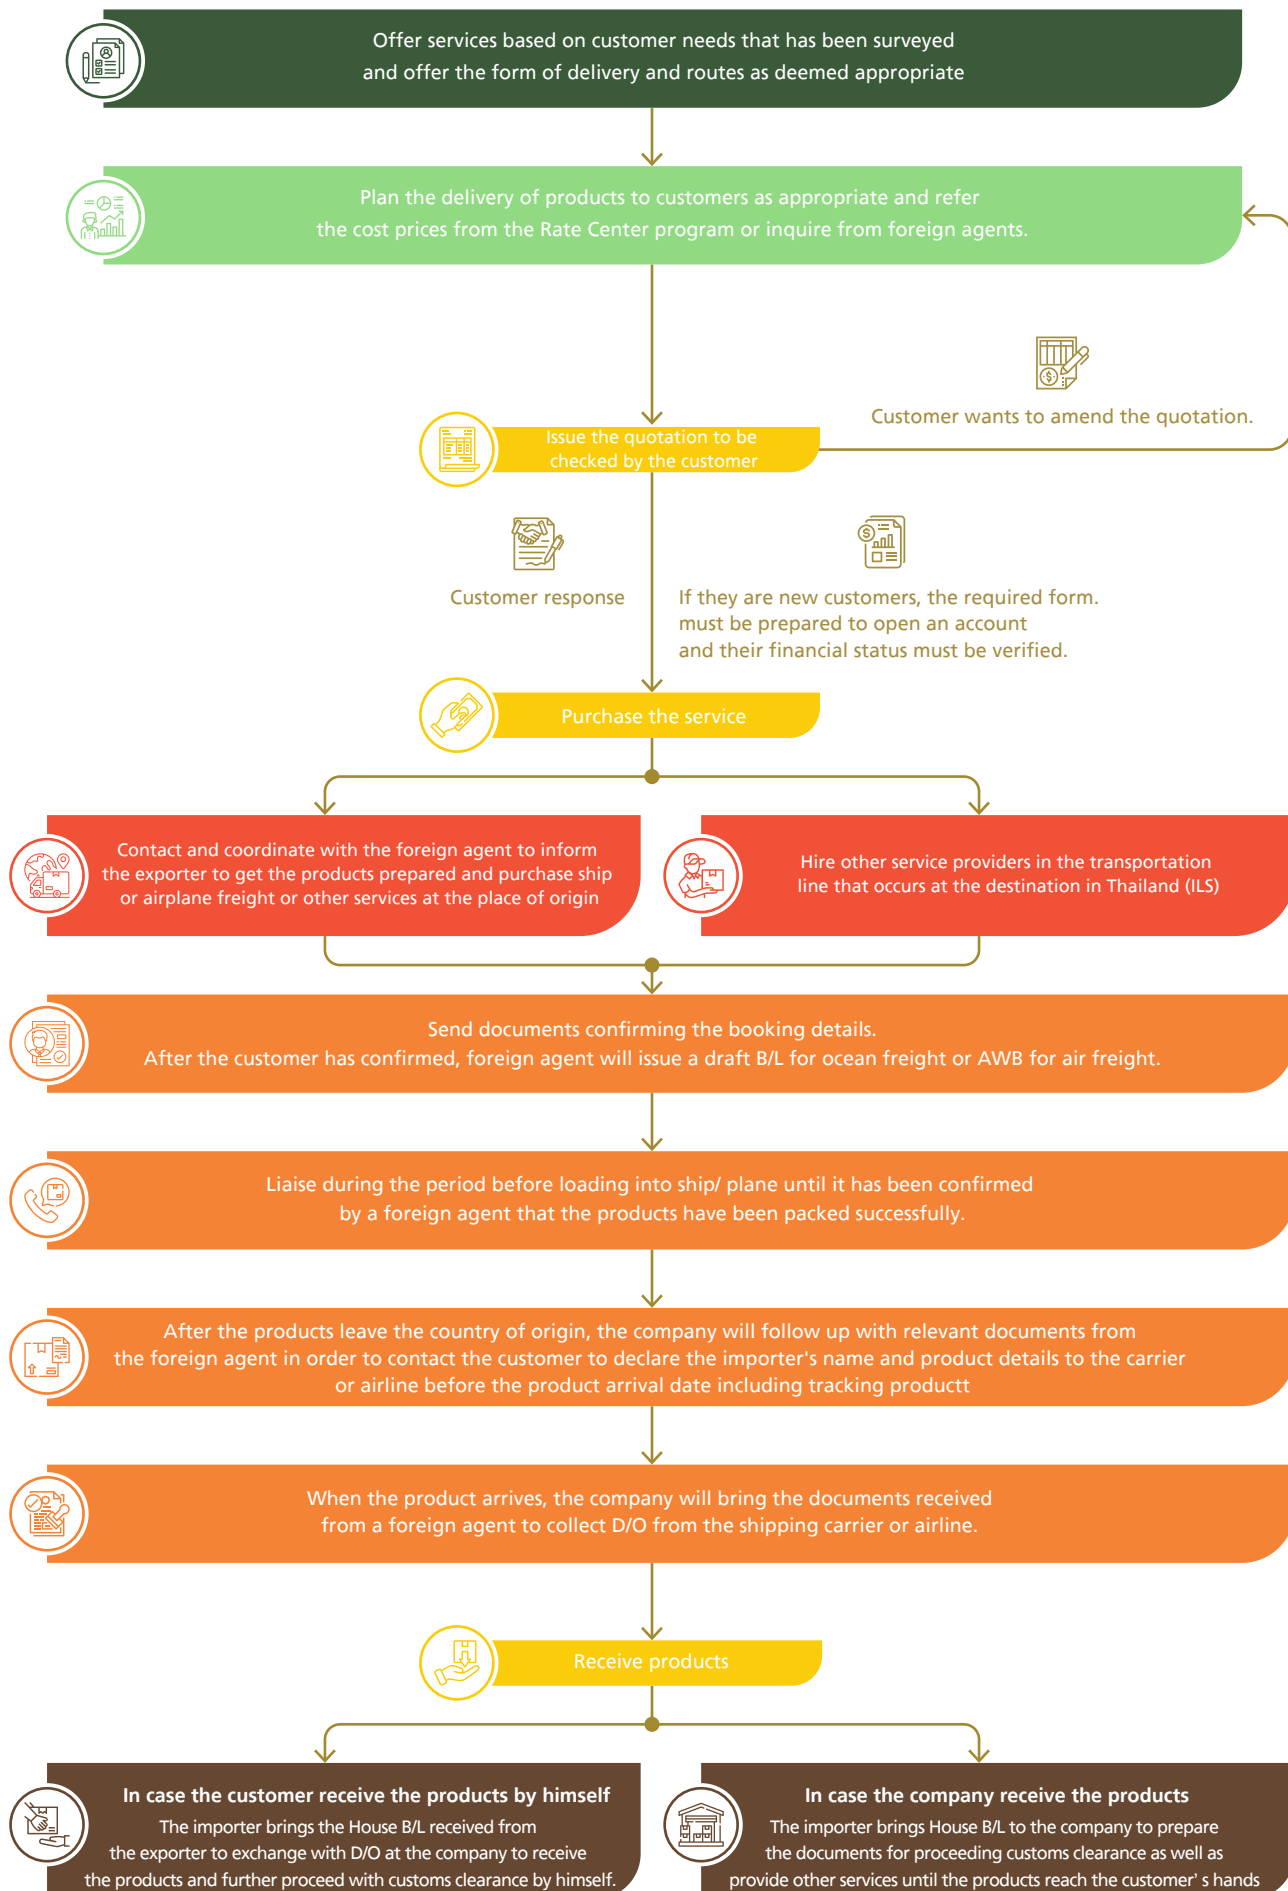 Offer services based on customer needs that has been surveyed
and offer the form of delivery and routes as deemed appropriate
Plan the delivery of products to customers as appropriate and refer
the cost prices from the Rate Center program or inquire from foreign agents.
Customer wants to amend the quotation.
Issue the quotation to be
checked by the customer
Customer response
If they are new customers, the required form.
must be prepared to open an account
and their financial status must be verified.
Purchase the service
Contact and coordinate with the foreign agent to inform
the exporter to get the products prepared and purchase ship
or airplane freight or other services at the place of origin
Hire other service providers in the transportation
line that occurs at the destination in Thailand (ILS)
Send documents confirming the booking details.
After the customer has confirmed, foreign agent will issue a draft B/L for ocean freight or AWB for air freight.
Liaise during the period before loading into ship/ plane until it has been confirmed
by a foreign agent that the products have been packed successfully.
After the products leave the country of origin, the company will follow up with relevant documents from
the foreign agent in order to contact the customer to declare the importer's name and product details to the carrier
or airline before the product arrival date including tracking productt
When the product arrives, the company will bring the documents received
from a foreign agent to collect D/O from the shipping carrier or airline.
Receive products
In case the customer receive the products by himself
The importer brings the House B/L received from
the exporter to exchange with D/O at the company to receive
the products and further proceed with customs clearance by himself.
In case the company receive the products
The importer brings House B/L to the company to prepare
the documents for proceeding customs clearance as well as
provide other services until the products reach the customer’ s hands